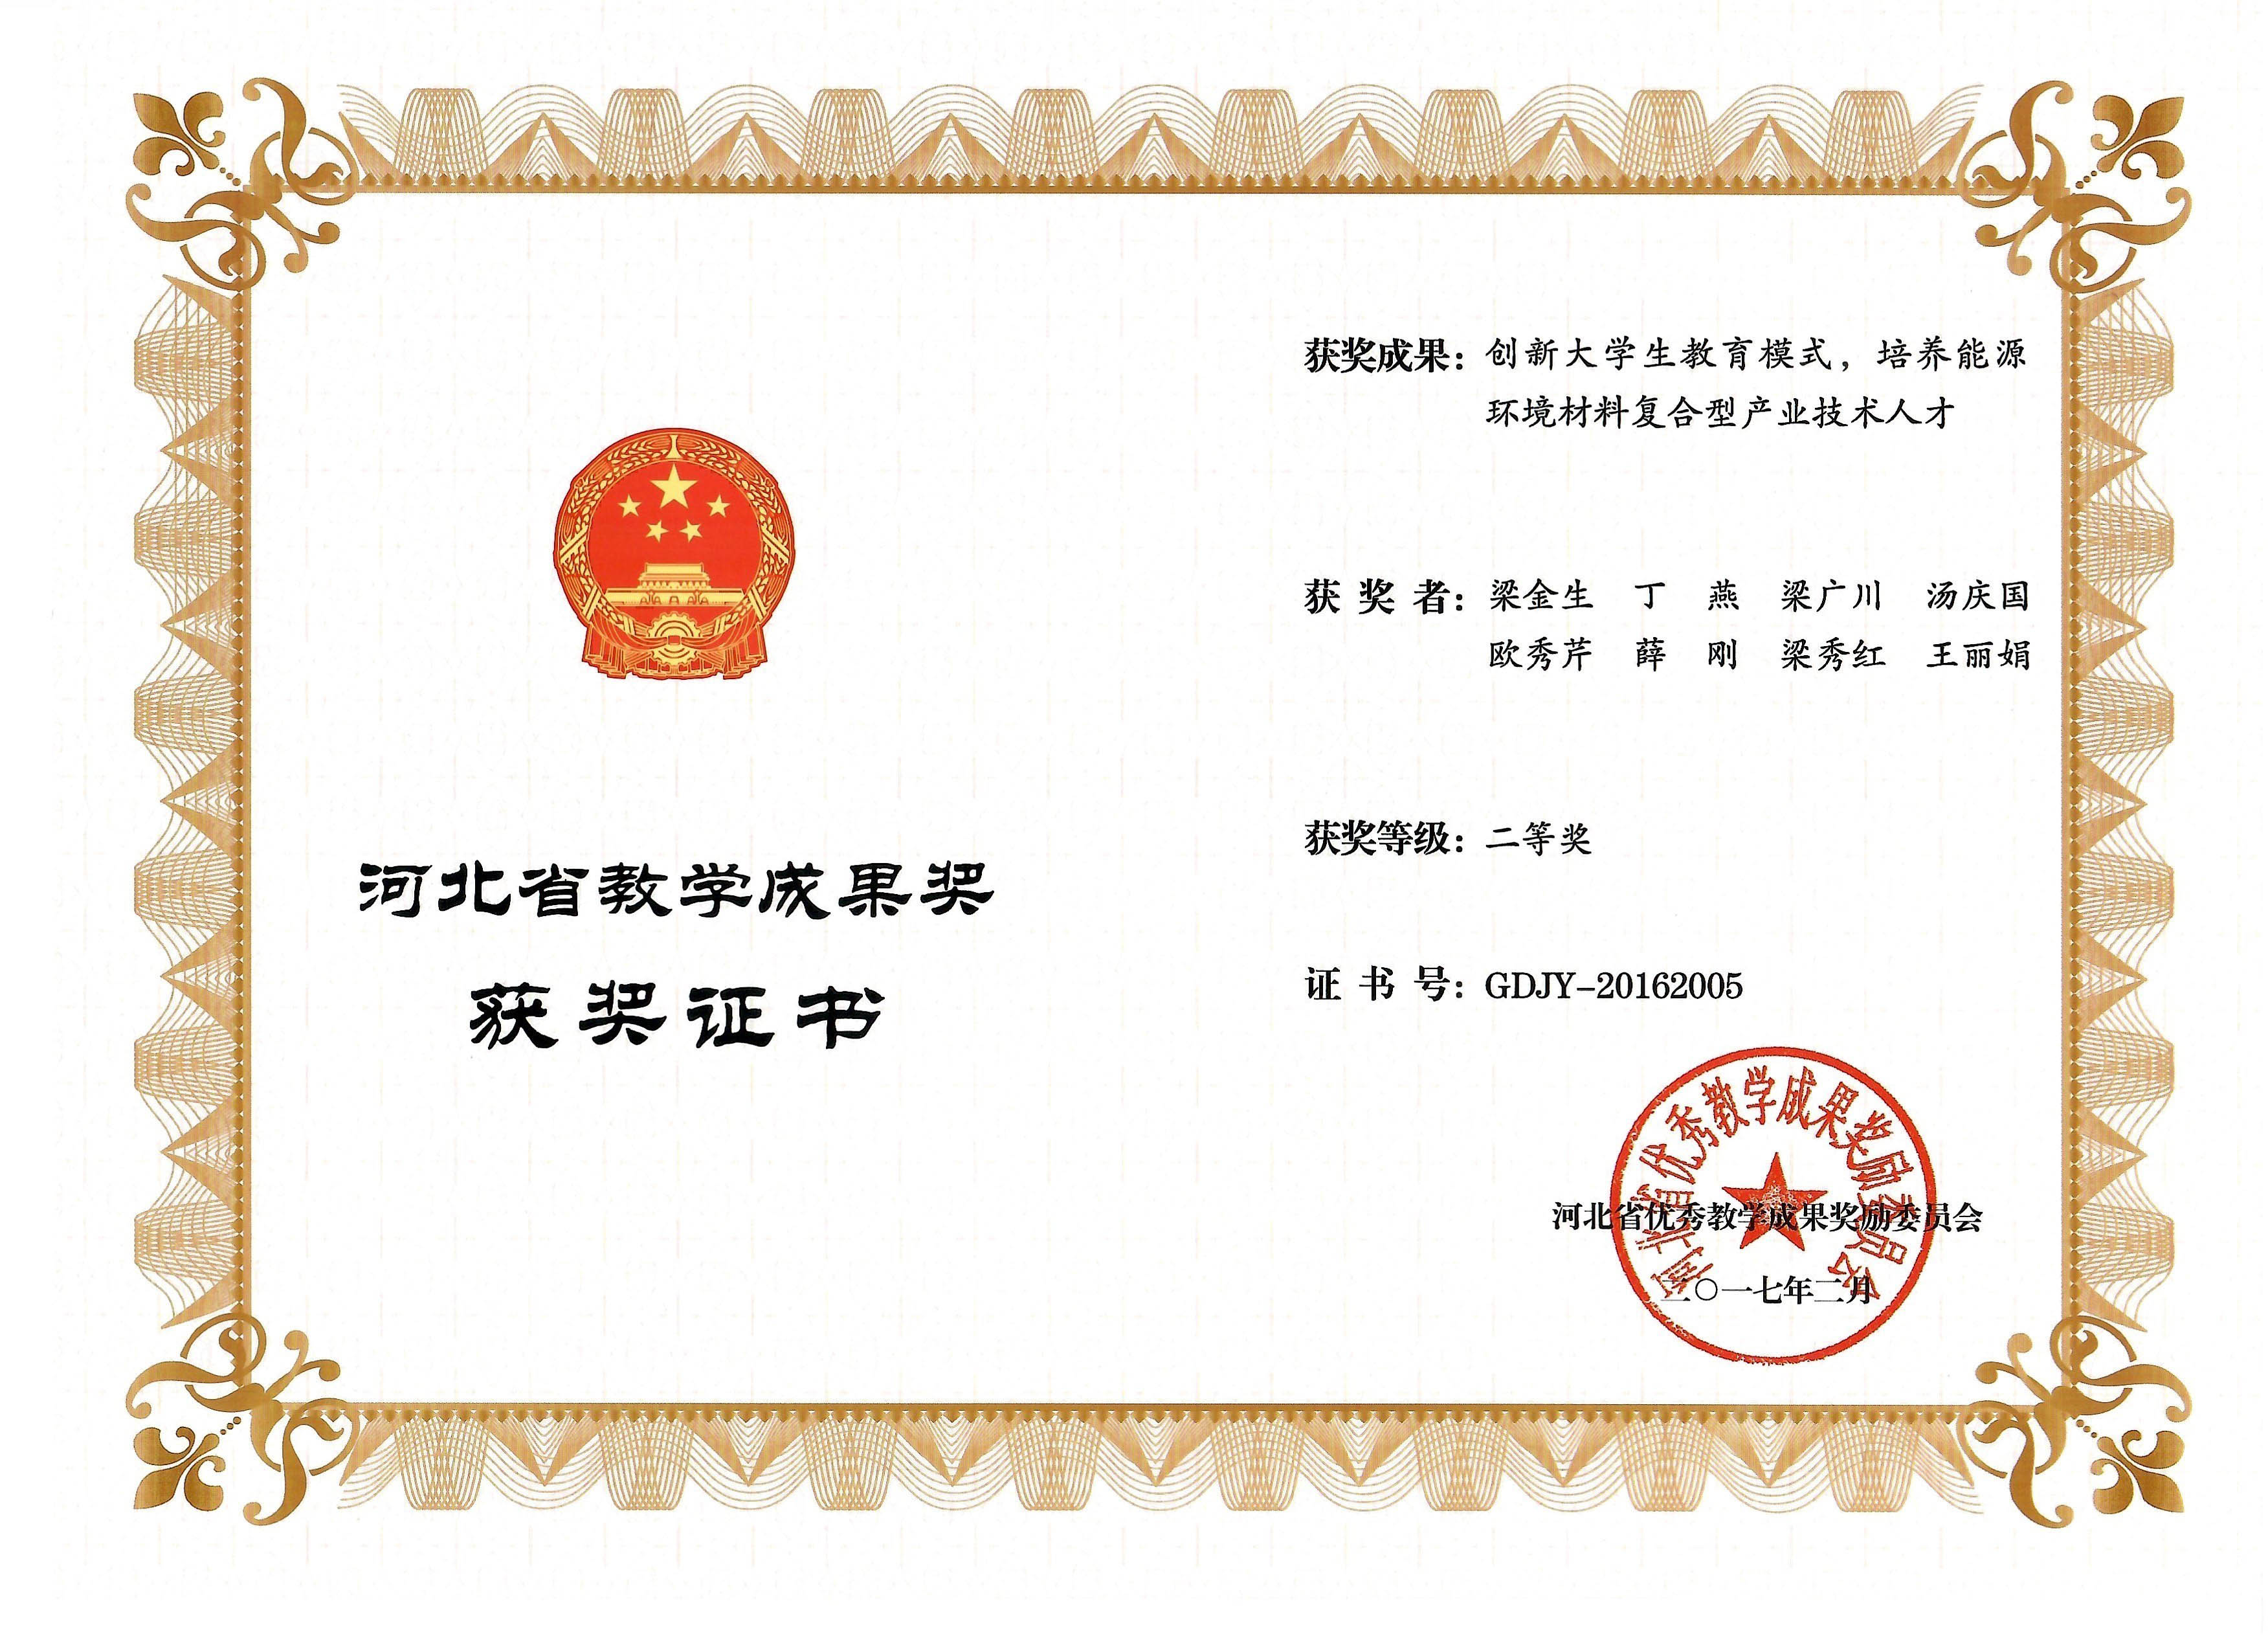 河北省教学成果奖
获奖证书
获奖成果：创新大学生教育模式，培养能源
环境材料复合型产业技术人才
获奖者：梁金生 丁燕 梁广川 汤庆国
欧秀芹 薛刚 梁秀红 王丽娟
获奖等级：二等奖
证书号：GDJY-20162005
河北省优秀教学成果奖励委员会
河北省优秀教学成果奖励委员会
二〇一七年二月